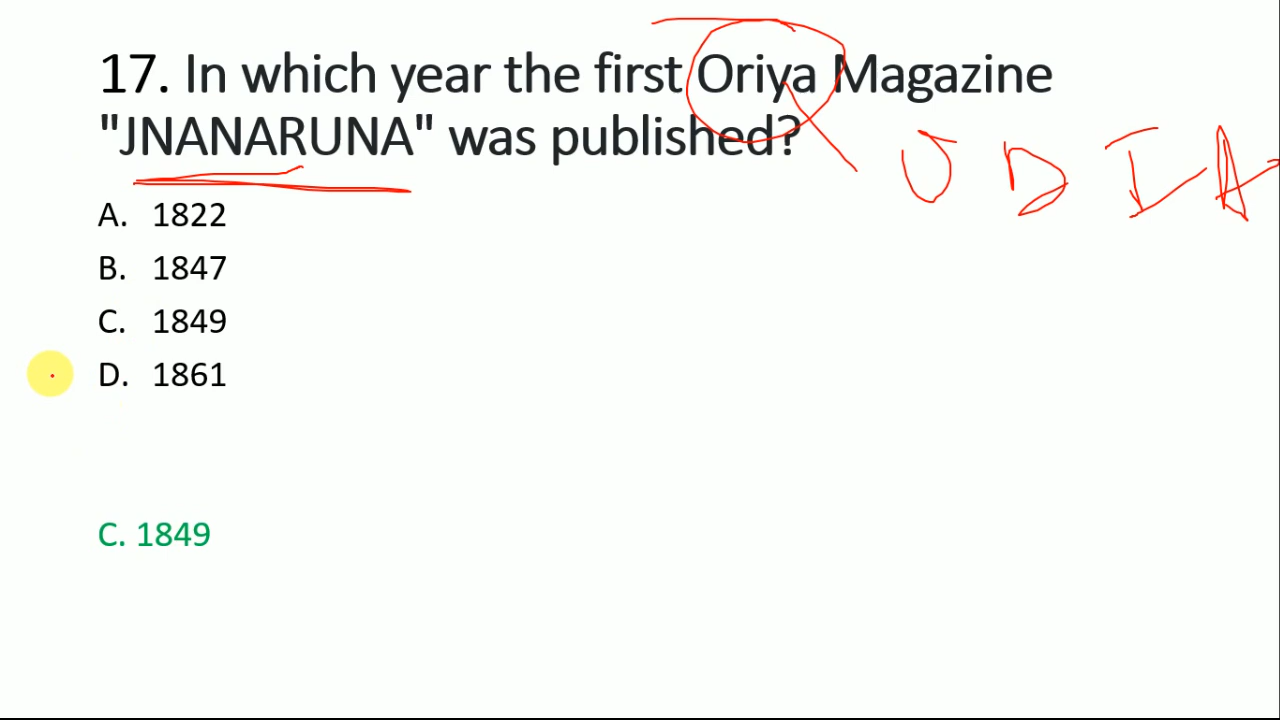 17. In which year the first Oriya Magazine
"JNANARUNA" was published?
ODIA
A. 1822
B. 1847
C. 1849
D. 1861
C. 1849